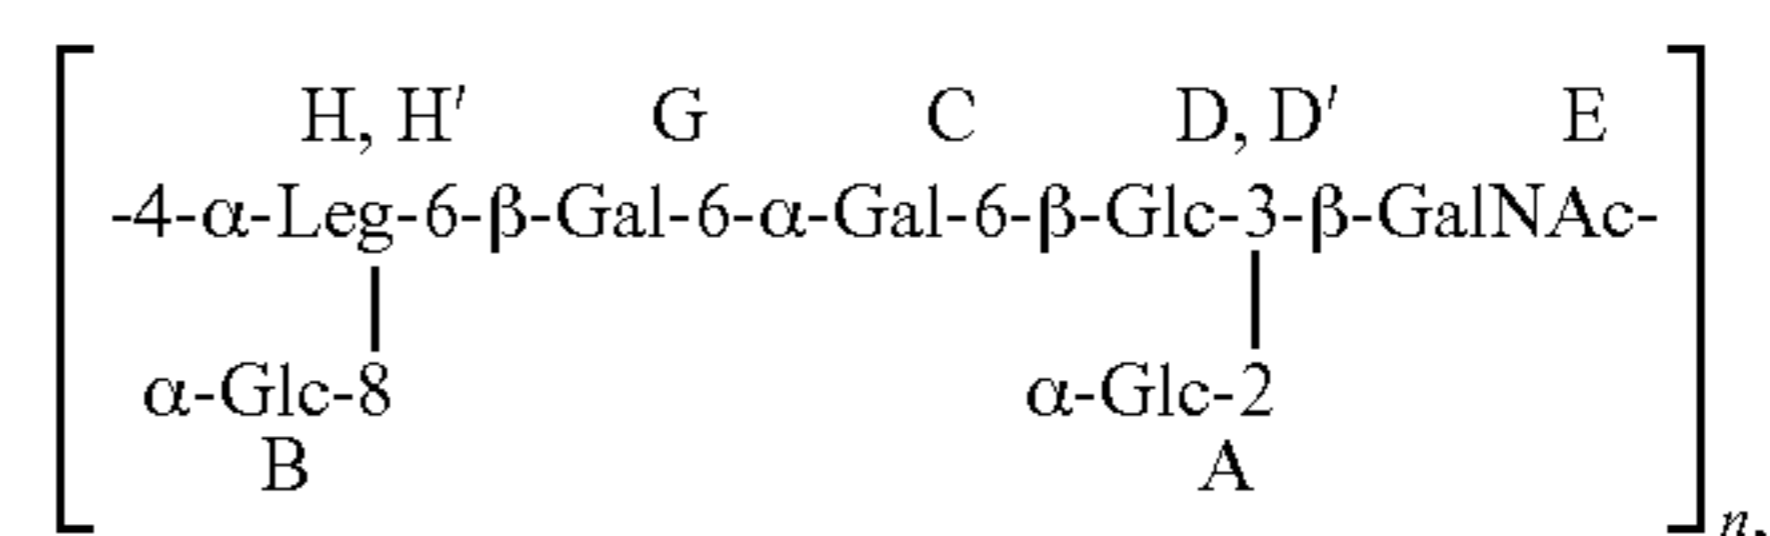 H, H′ G C D, D′ E
-4-α-Leg-6-β-Gal-6-α-Gal-6-β-Glc-3-β-GalNAc-
α-Glc-8 α-Glc-2
B A
n.